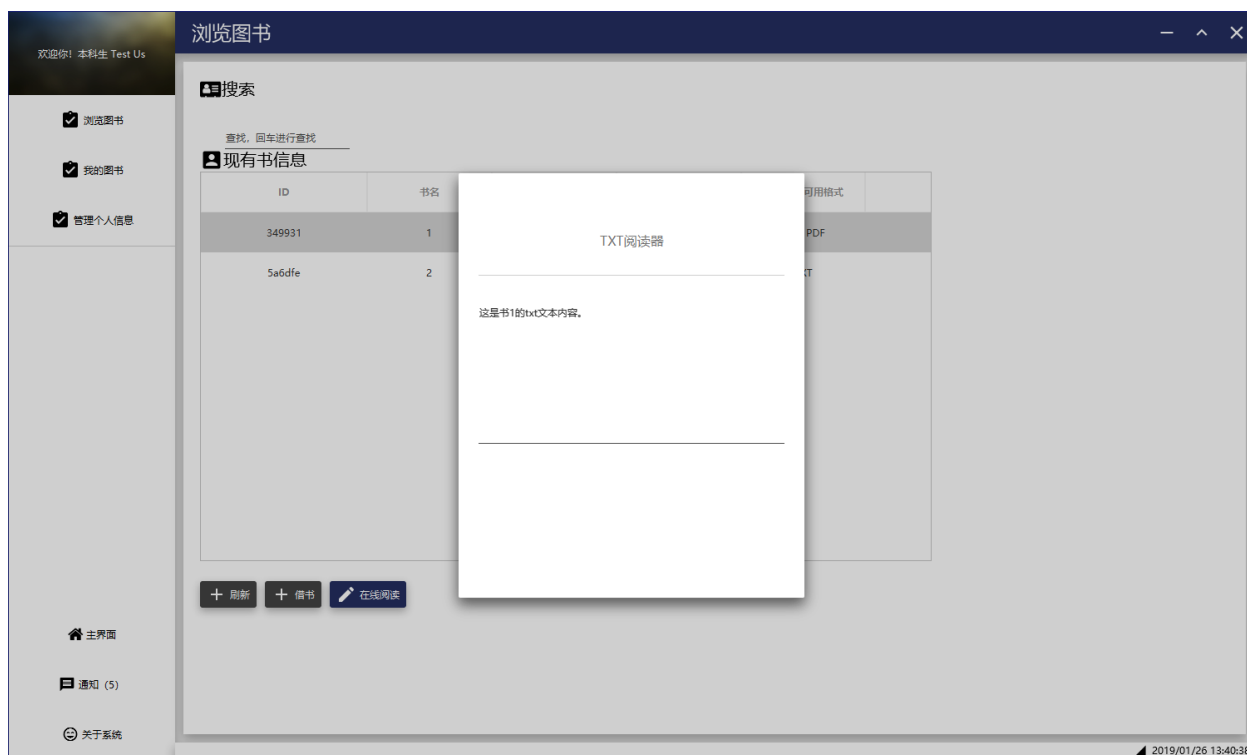 浏览图书
欢迎你！本科生 Test Us
搜索
浏览图书
查找，回车进行查找
我的图书
现有书信息
ID 书名 可用格式
管理个人信息
349931 1 PDF
TXT阅读器
5a6dfe 2
这是书1的txt文本内容。
刷新 借书 在线阅读
主界面
通知 (5)
关于系统
2019/01/26 13:40:38